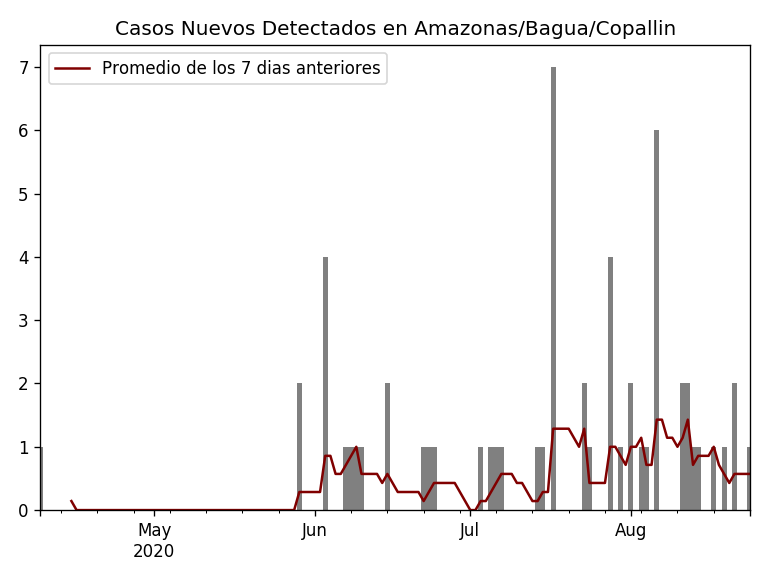 Casos Nuevos Detectados en Amazonas/Bagua/Copallin
Promedio de los 7 dias anteriores
7
6
5
4
3
2
1
0
May
2020
Jun
Jul
Aug